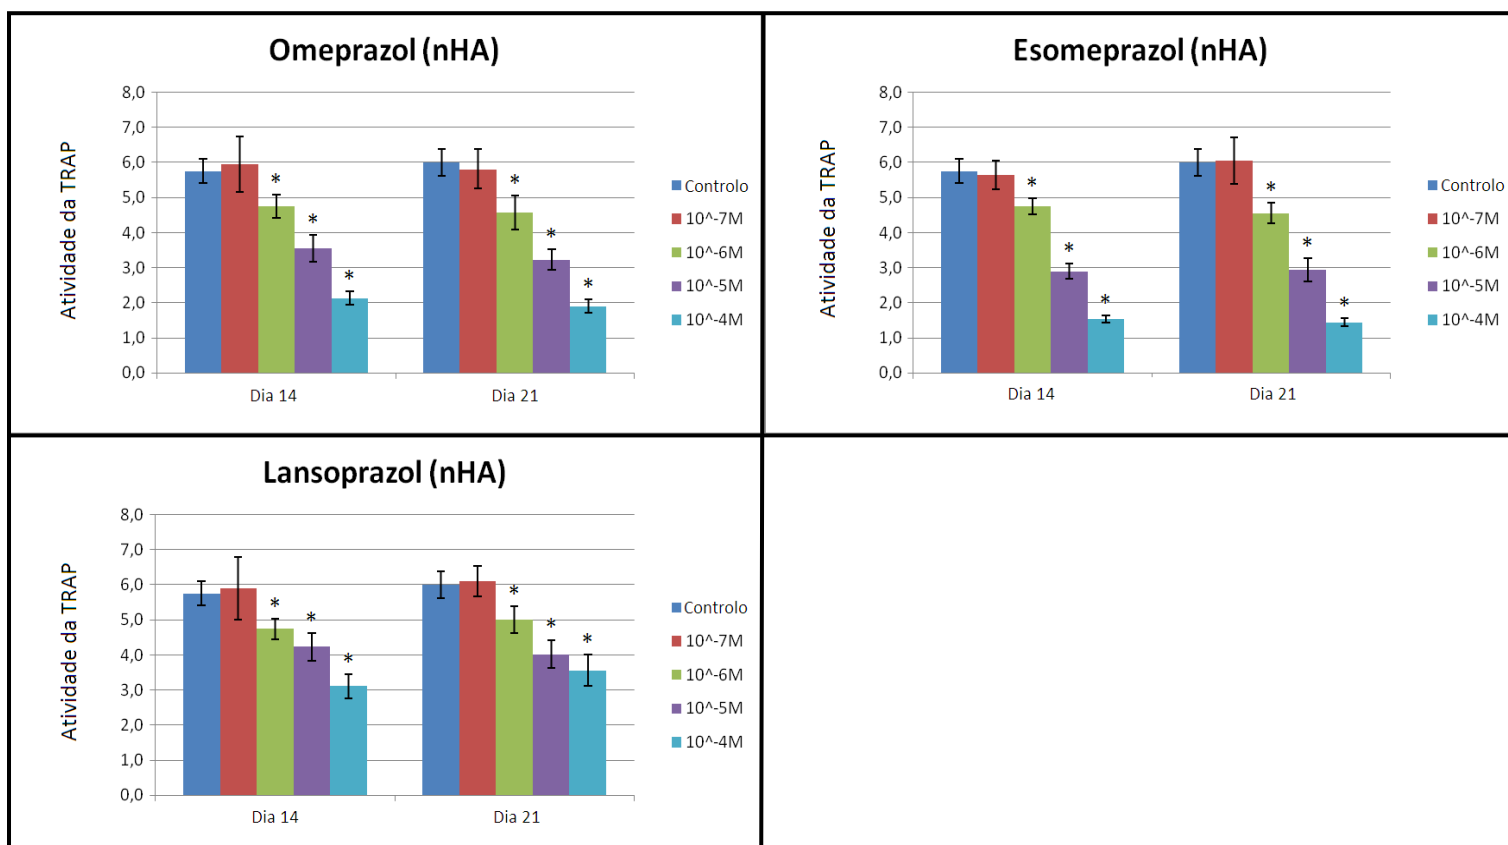 Omeprazol (nHA)
Atividade da TRAP
8,0
7,0
6,0
5,0
4,0
3,0
2,0
1,0
0,0
* * *
* * *
Dia 14
Dia 21
Controlo
10^-7M
10^-6M
10^-5M
10^-4M
Esomeprazol (nHA)
Atividade da TRAP
8,0
7,0
6,0
5,0
4,0
3,0
2,0
1,0
0,0
* * *
* * *
Dia 14
Dia 21
Controlo
10^-7M
10^-6M
10^-5M
10^-4M
Lansoprazol (nHA)
Atividade da TRAP
8,0
7,0
6,0
5,0
4,0
3,0
2,0
1,0
0,0
* * *
* * *
Dia 14
Dia 21
Controlo
10^-7M
10^-6M
10^-5M
10^-4M